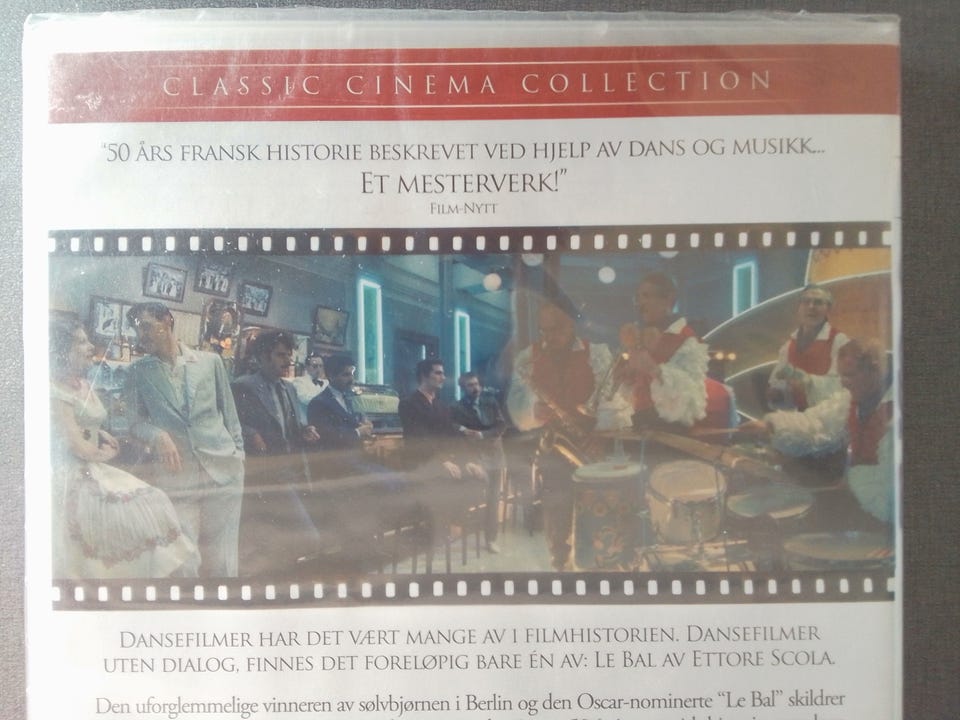 CLASSIC CINEMA COLLECTION
"50 ÅRS FRANSK HISTORIE BESKREVET VED HJELP AV DANS OG MUSIKK...
ET MESTERVERK!"
FILM-NYTT
DANSEFILMER HAR DET VÆRT MANGE AV I FILMHISTORIEN. DANSEFILMER
UTEN DIALOG, FINNES DET FORELØPIG BARE ÉN AV: LE BAL AV ETTORE SCOLA.
Den uforglemmelige vinneren av sølvbjørnen i Berlin og den Oscar-nominerte "Le Bal" skildrer